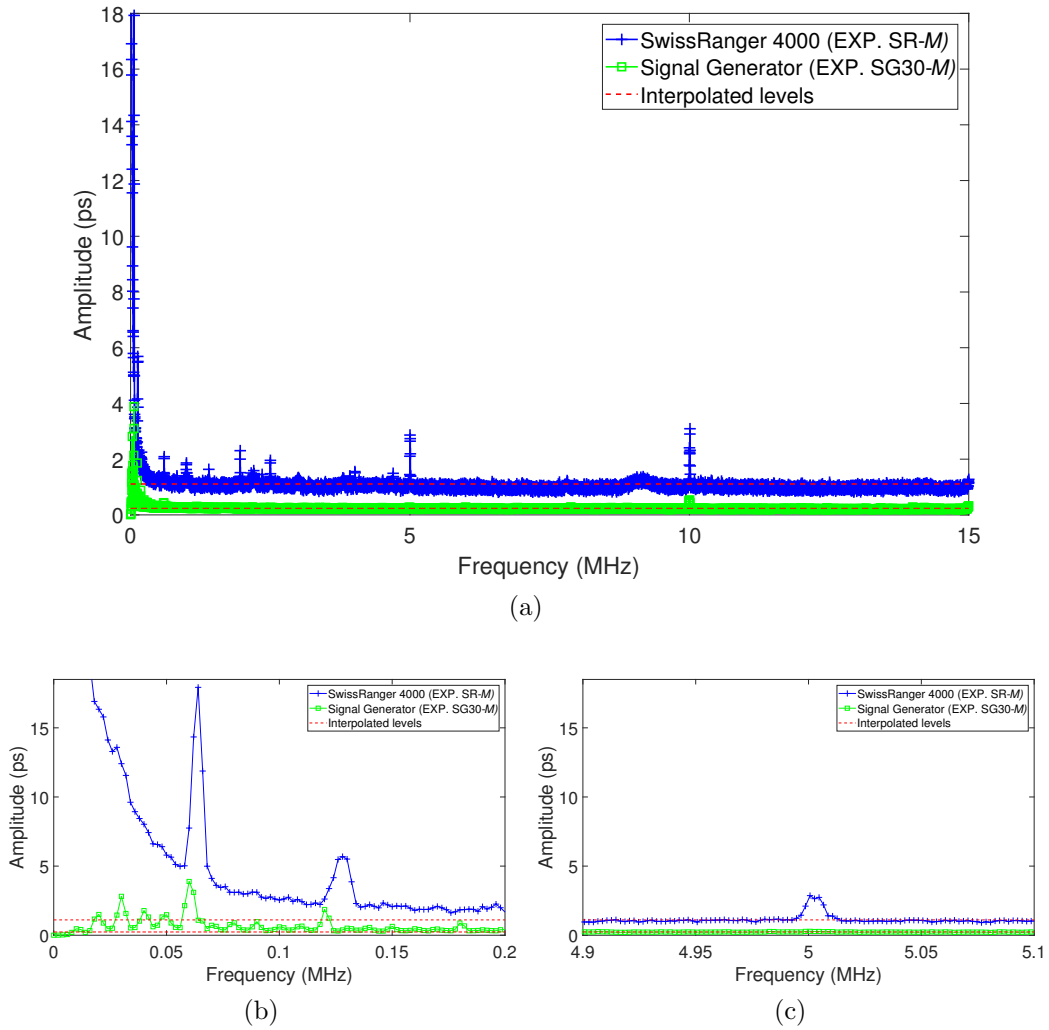 18
16
14
12
10
8
6
4
2
0
Amplitude (ps)
SwissRanger 4000 (EXP. SR-M)
Signal Generator (EXP. SG30-M)
Interpolated levels
0 5 10 15
Frequency (MHz)
(a)
15
10
5
0
Amplitude (ps)
SwissRanger 4000 (EXP. SR-M)
Signal Generator (EXP. SG30-M)
Interpolated levels
0 0.05 0.1 0.15 0.2
Frequency (MHz)
(b)
15
10
5
0
Amplitude (ps)
SwissRanger 4000 (EXP. SR-M)
Signal Generator (EXP. SG30-M)
Interpolated levels
4.9 4.95 5 5.05 5.1
Frequency (MHz)
(c)